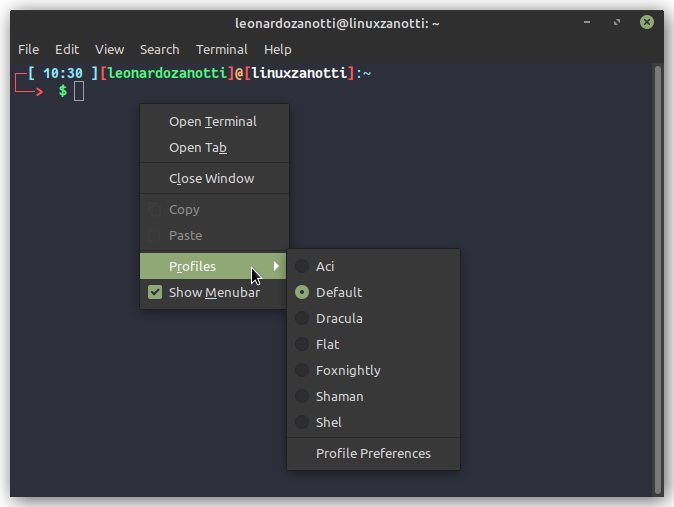 leonardozanotti@linuxzanotti: ~
File Edit View Search Terminal Help
[ 10:30 ][leonardozanotti]@[linuxzanotti]:~
> $
Open Terminal
Open Tab
Close Window
Copy
Paste
Profiles
Show Menubar
Aci
Default
Dracula
Flat
Foxnightly
Shaman
Shel
Profile Preferences